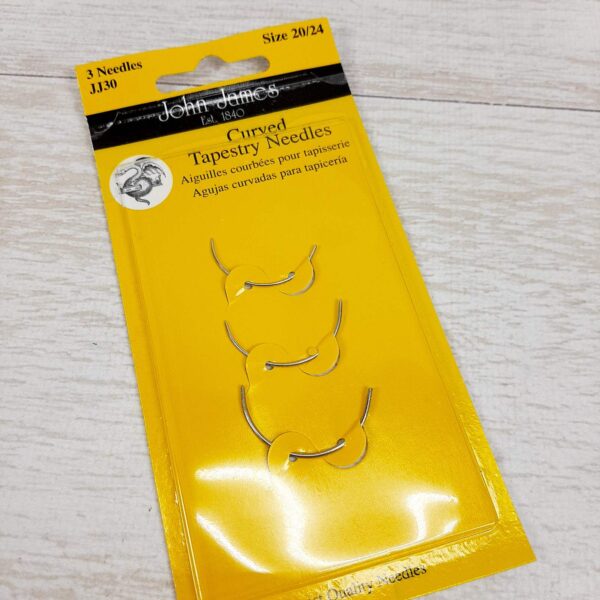 3 Needles
JJ30
Size 20/24
John James
Est. 1840
Curved
Tapestry Needles
Aiguilles courbées pour tapisserie
Agujas curvadas para tapicería
Quality Needles